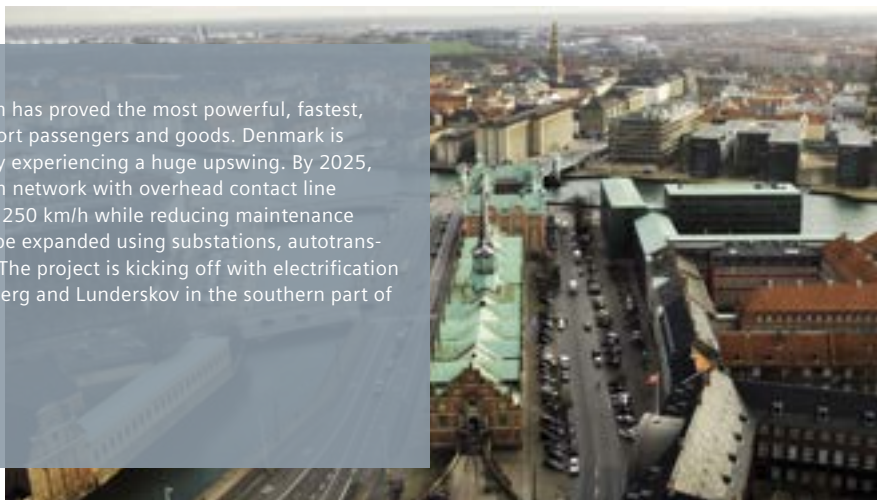 has proved the most powerful, fastest,
ort passengers and goods. Denmark is
y experiencing a huge upswing. By 2025,
n network with overhead contact line
250 km/h while reducing maintenance
be expanded using substations, autotrans-
The project is kicking off with electrification
erg and Lunderskov in the southern part of